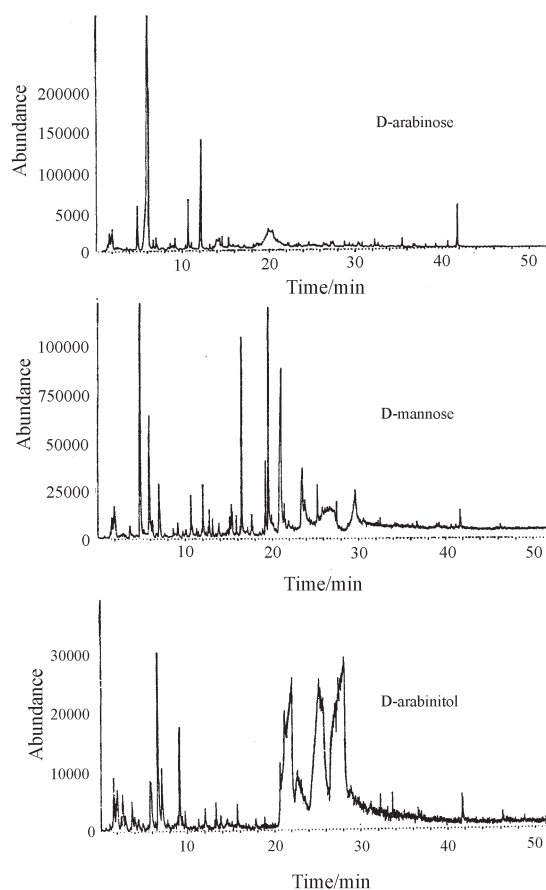 Abundance
200000
150000
100000
5000
0
D-arabinose
10 20 30 40 50
Time/min
Abundance
100000
750000
50000
25000
0
D-mannose
10 20 30 40 50
Time/min
Abundance
30000
20000
10000
0
D-arabinitol
10 20 30 40 50
Time/min